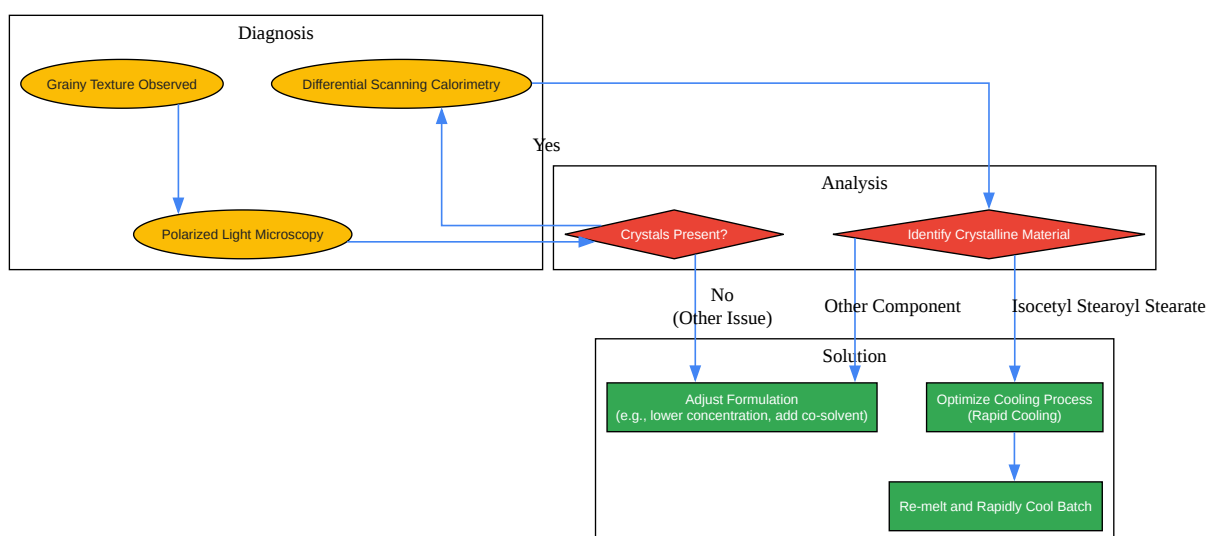 Diagnosis
Grainy Texture Observed
Differential Scanning Calorimetry
Yes
Analysis
Polarized Light Microscopy
Crystals Present?
Identify Crystalline Material
No
(Other Issue)
Other Component
Isocetyl Stearoyl Stearate
Solution
Adjust Formulation
(e.g., lower concentration, add co-solvent)
Optimize Cooling Process
(Rapid Cooling)
Re-melt and Rapidly Cool Batch